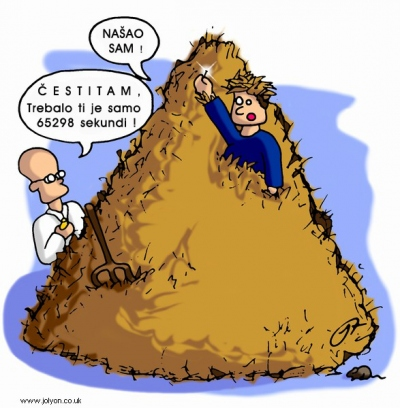 NAŠAO
SAM !
ČESTITAM,
Trebalo ti je samo
65298 sekundi !
www.jolyon.co.uk